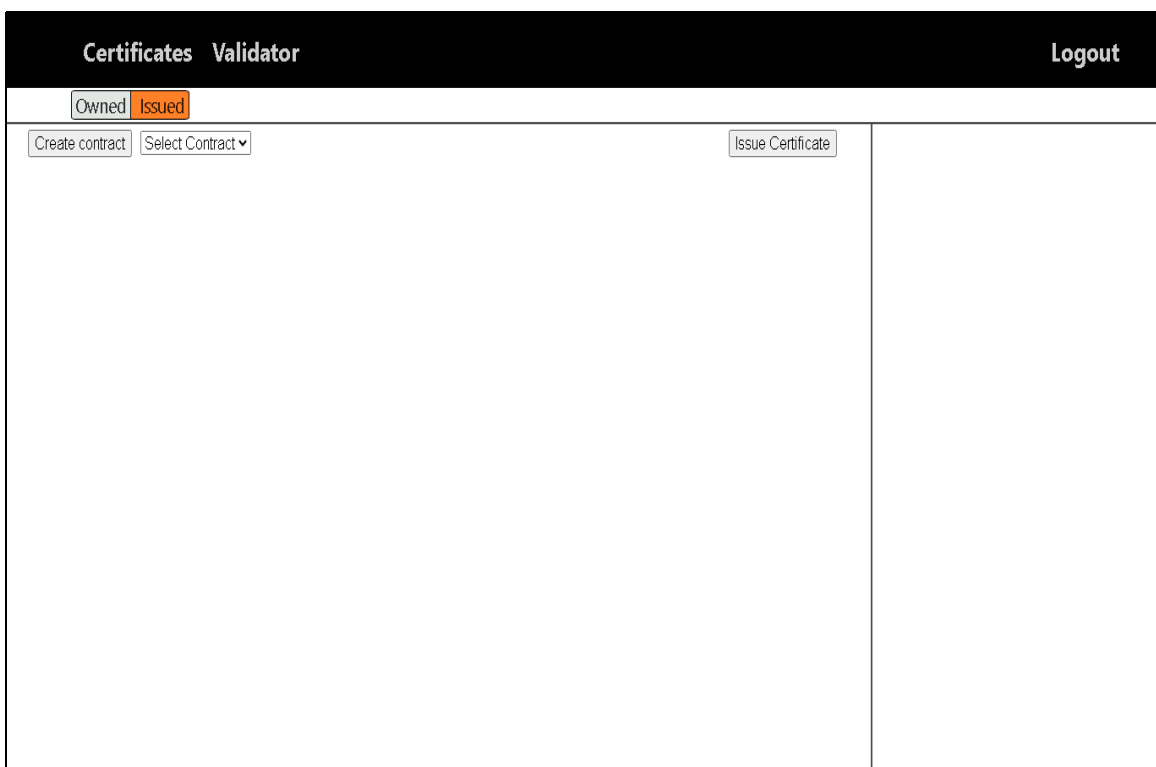 Certificates Validator Logout
Owned Issued
Create contract Select Contract Issue Certificate